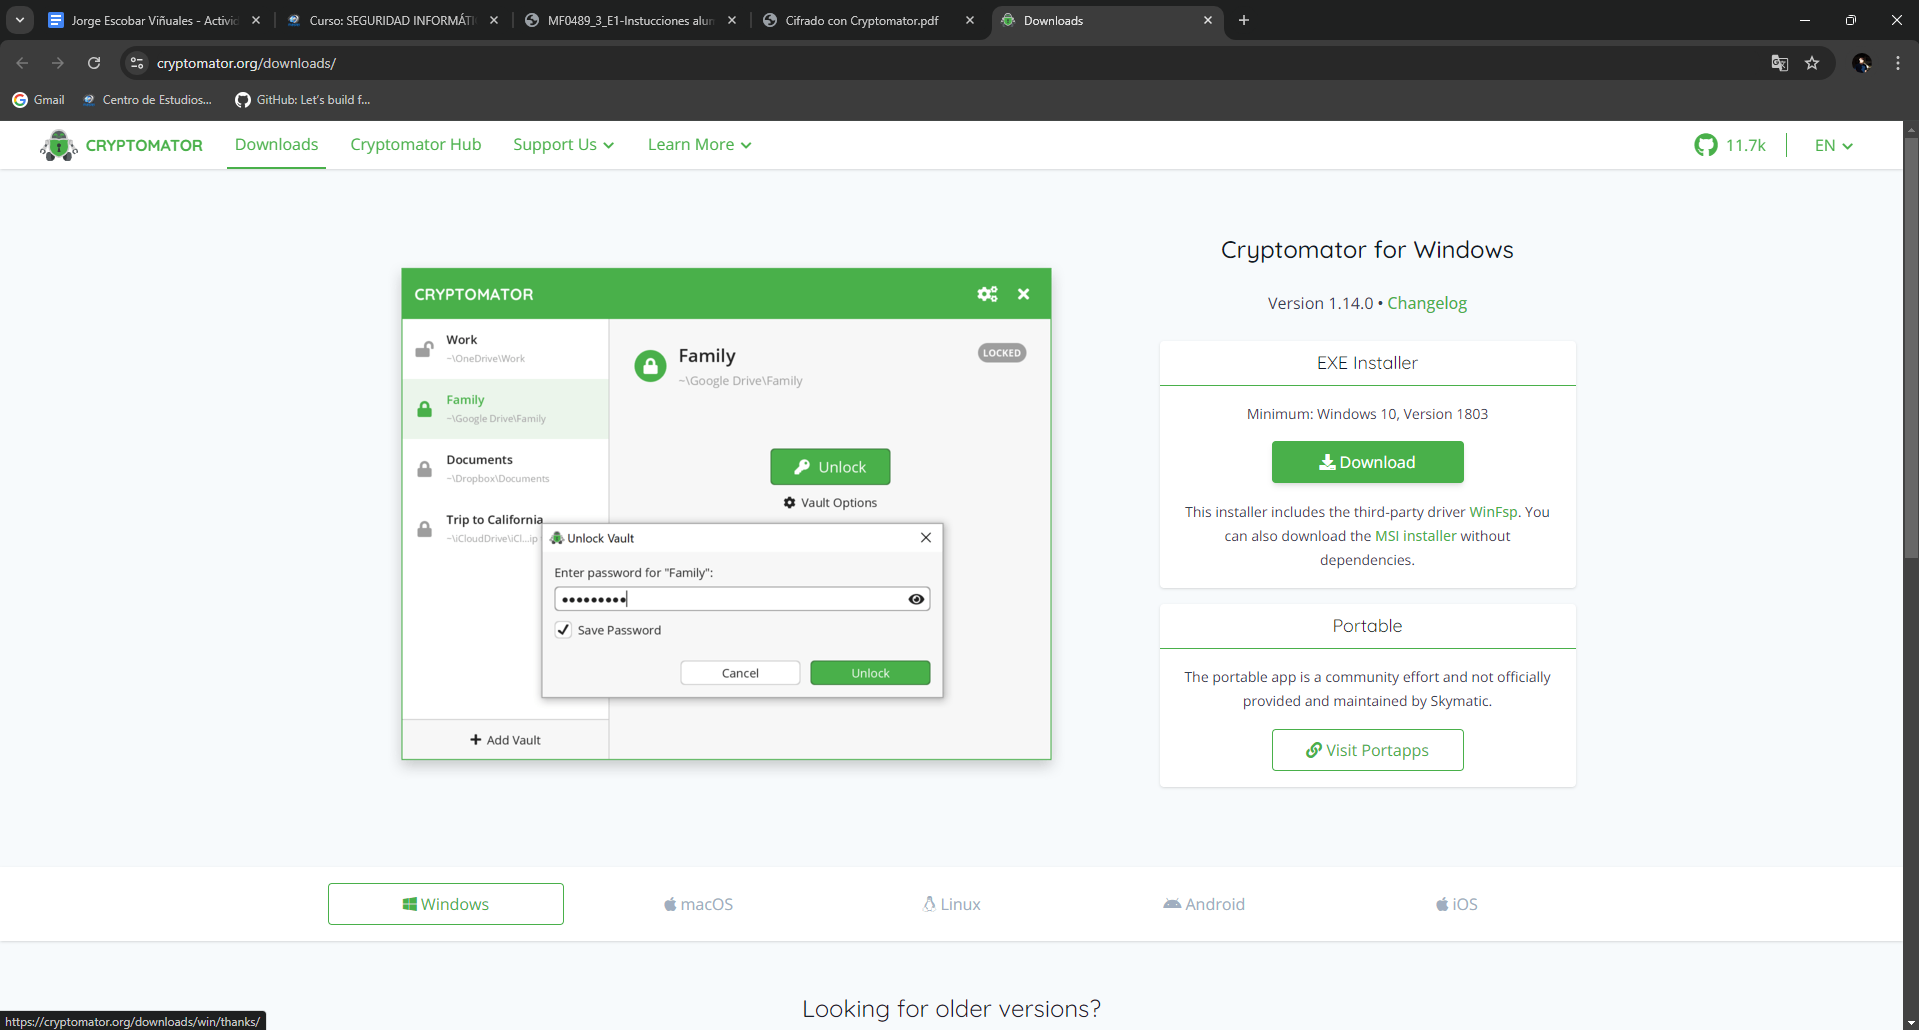 Jorge Escobar Viñuales - Activid
Curso: SEGURIDAD INFORMÁTI
MF0489_3_E1-Instucciones alun
Cifrado con Cryptomator.pdf
Downloads
cryptomator.org/downloads/
Gmail
Centro de Estudios...
GitHub: Let's build f...
CRYPTOMATOR
Downloads
Cryptomator Hub
Support Us
Learn More
11.7k
EN
Cryptomator for Windows
Version 1.14.0 • Changelog
EXE Installer
Minimum: Windows 10, Version 1803
Download
This installer includes the third-party driver WinFsp. You
can also download the MSI installer without
dependencies.
Portable
The portable app is a community effort and not officially
provided and maintained by Skymatic.
Visit Portapps
CRYPTOMATOR
Work
~\OneDrive\Work
Family
~\Google Drive\Family
Documents
~\Dropbox\Documents
Trip to California
~\iCloudDrive\iCl...ip
Add Vault
Family
~\Google Drive\Family
LOCKED
Unlock
Vault Options
Unlock Vault
Enter password for "Family":
Save Password
Cancel
Unlock
Windows
macOS
Linux
Android
iOS
Looking for older versions?
https://cryptomator.org/downloads/win/thanks/